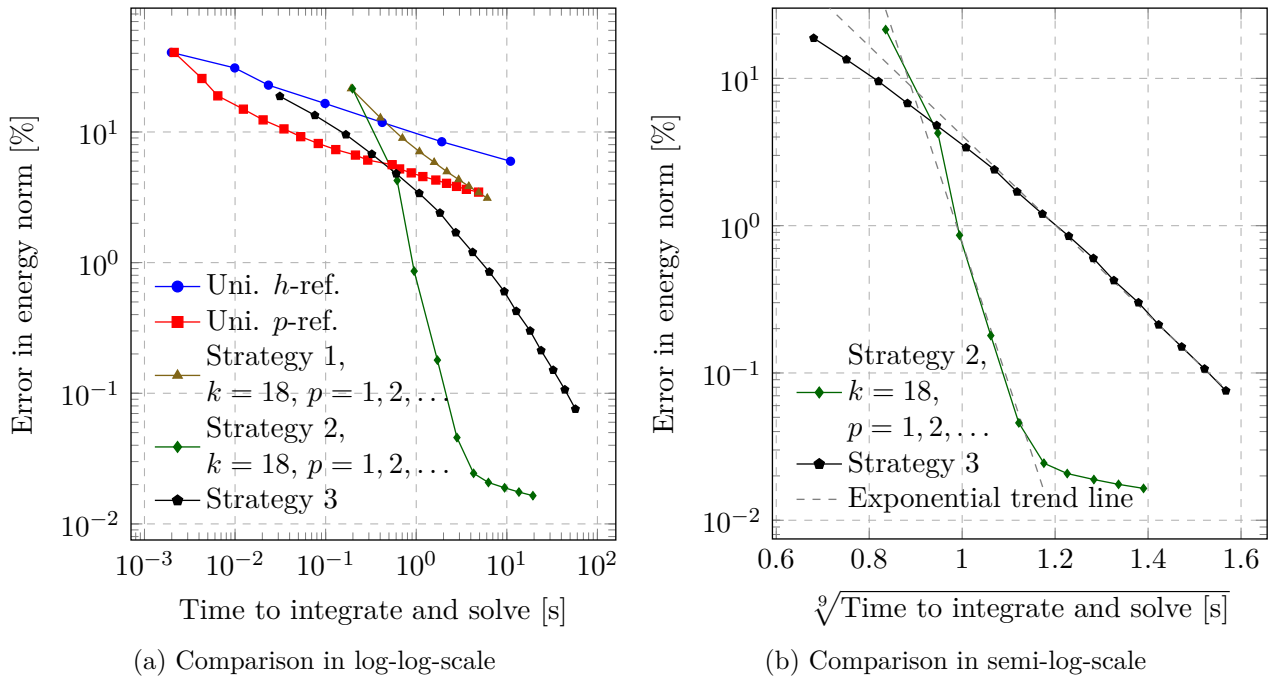 Error in energy norm [%]
10^1
10^0
10^{-1}
10^{-2}
Uni. h-ref.
Uni. p-ref.
Strategy 1,
k = 18, p = 1, 2, . . .
Strategy 2,
k = 18, p = 1, 2, . . .
Strategy 3
10^{-3} 10^{-2} 10^{-1} 10^0 10^1 10^2
Time to integrate and solve [s]
(a) Comparison in log-log-scale
Error in energy norm [%]
10^1
10^0
10^{-1}
10^{-2}
Strategy 2,
k = 18,
p = 1, 2, . . .
Strategy 3
Exponential trend line
0.6 0.8 1 1.2 1.4 1.6
\sqrt[9]{Time to integrate and solve [s]}
(b) Comparison in semi-log-scale